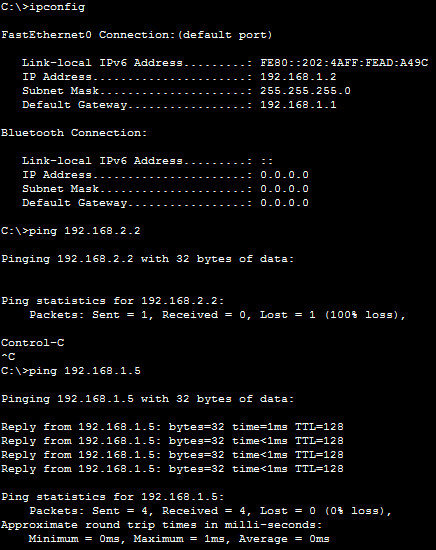 C:\>ipconfig
FastEthernet0 Connection:(default port)
Link-local IPv6 Address.........: FE80::202:4AFF:FEAD:A49C
IP Address......................: 192.168.1.2
Subnet Mask.....................: 255.255.255.0
Default Gateway.................: 192.168.1.1
Bluetooth Connection:
Link-local IPv6 Address.........: ::
IP Address......................: 0.0.0.0
Subnet Mask.....................: 0.0.0.0
Default Gateway.................: 0.0.0.0
C:\>ping 192.168.2.2
Pinging 192.168.2.2 with 32 bytes of data:
Ping statistics for 192.168.2.2:
Packets: Sent = 1, Received = 0, Lost = 1 (100% loss),
Control-C
^C
C:\>ping 192.168.1.5
Pinging 192.168.1.5 with 32 bytes of data:
Reply from 192.168.1.5: bytes=32 time=1ms TTL=128
Reply from 192.168.1.5: bytes=32 time<1ms TTL=128
Reply from 192.168.1.5: bytes=32 time<1ms TTL=128
Reply from 192.168.1.5: bytes=32 time<1ms TTL=128
Ping statistics for 192.168.1.5:
Packets: Sent = 4, Received = 4, Lost = 0 (0% loss),
Approximate round trip times in milli-seconds:
Minimum = 0ms, Maximum = 1ms, Average = 0ms